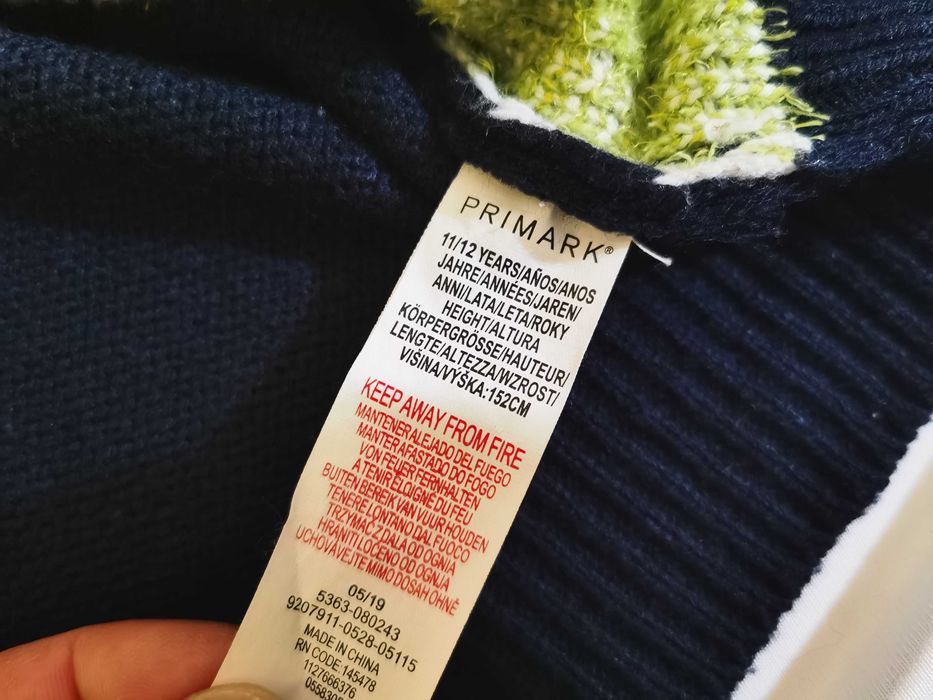 PRIMARK®
11/12 YEARS/AÑOS/ANOS
JAHRE/ANNÉES/JAREN/
ANNI/LATA/LETA/ROKY
HEIGHT/ALTURA
KÖRPERGRÖSSE/HAUTEUR/
LENGTE/ALTEZZA/WZROST/
VIŠINA/VÝŠKA:152CM
KEEP AWAY FROM FIRE
MANTENER ALEJADO DEL FUEGO
MANTER AFASTADO DO FOGO
VON FEUER FERNHALTEN
A TENIR ÉLOIGNÉ DU FEU
BUITEN BEREIK VAN VUUR HOUDEN
TENERE LONTANO DAL FUOCO
TRZYMAĆ Z DALA OD OGNIA
HRANITI LOČENO OD OGNJA
UCHOVÁVEJTE MIMO DOSAH OHNĚ
05/19
5363-080243
9207911-0528-05115
MADE IN CHINA
RN CODE:145478
1127666376